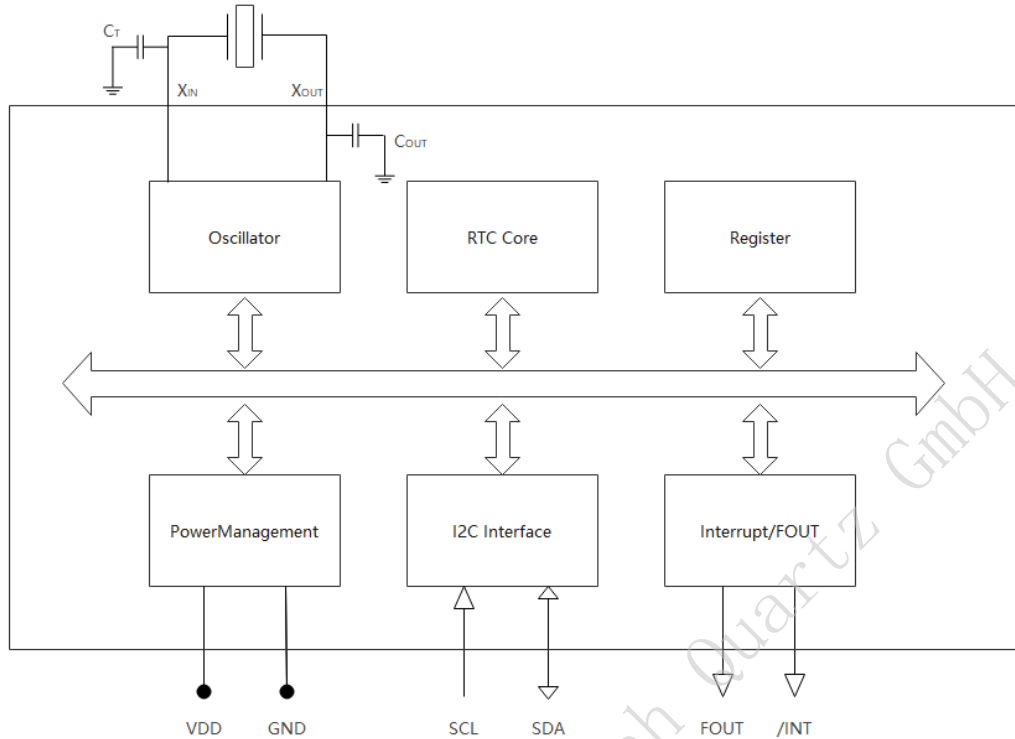 CT
XIN XOUT
COUT
Oscillator RTC Core Register
PowerManagement I2C Interface Interrupt/FOUT
VDD GND SCL SDA FOUT /INT
Quartz GmbH